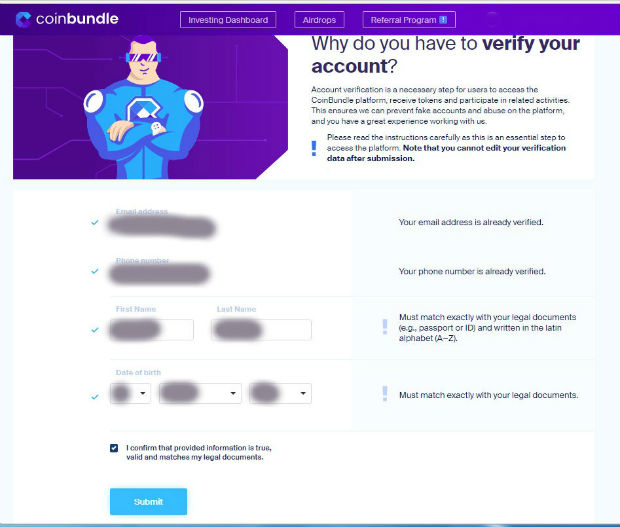 coinbundle
Investing Dashboard
Airdrops
Referral Program
Why do you have to verify your
account?
Account verification is a necessary step for users to access the
CoinBundle platform, receive tokens and participate in related activities.
This ensures we can prevent fake accounts and abuse on the platform,
and you have a great experience working with us.
! Please read the instructions carefully as this is an essential step to
access the platform. Note that you cannot edit your verification
data after submission.
Email address
Your email address is already verified.
Phone number
Your phone number is already verified.
First Name
Last Name
! Must match exactly with your legal documents
(e.g., passport or ID) and written in the latin
alphabet (A–Z).
Date of birth
! Must match exactly with your legal documents.
I confirm that provided information is true,
valid and matches my legal documents.
Submit